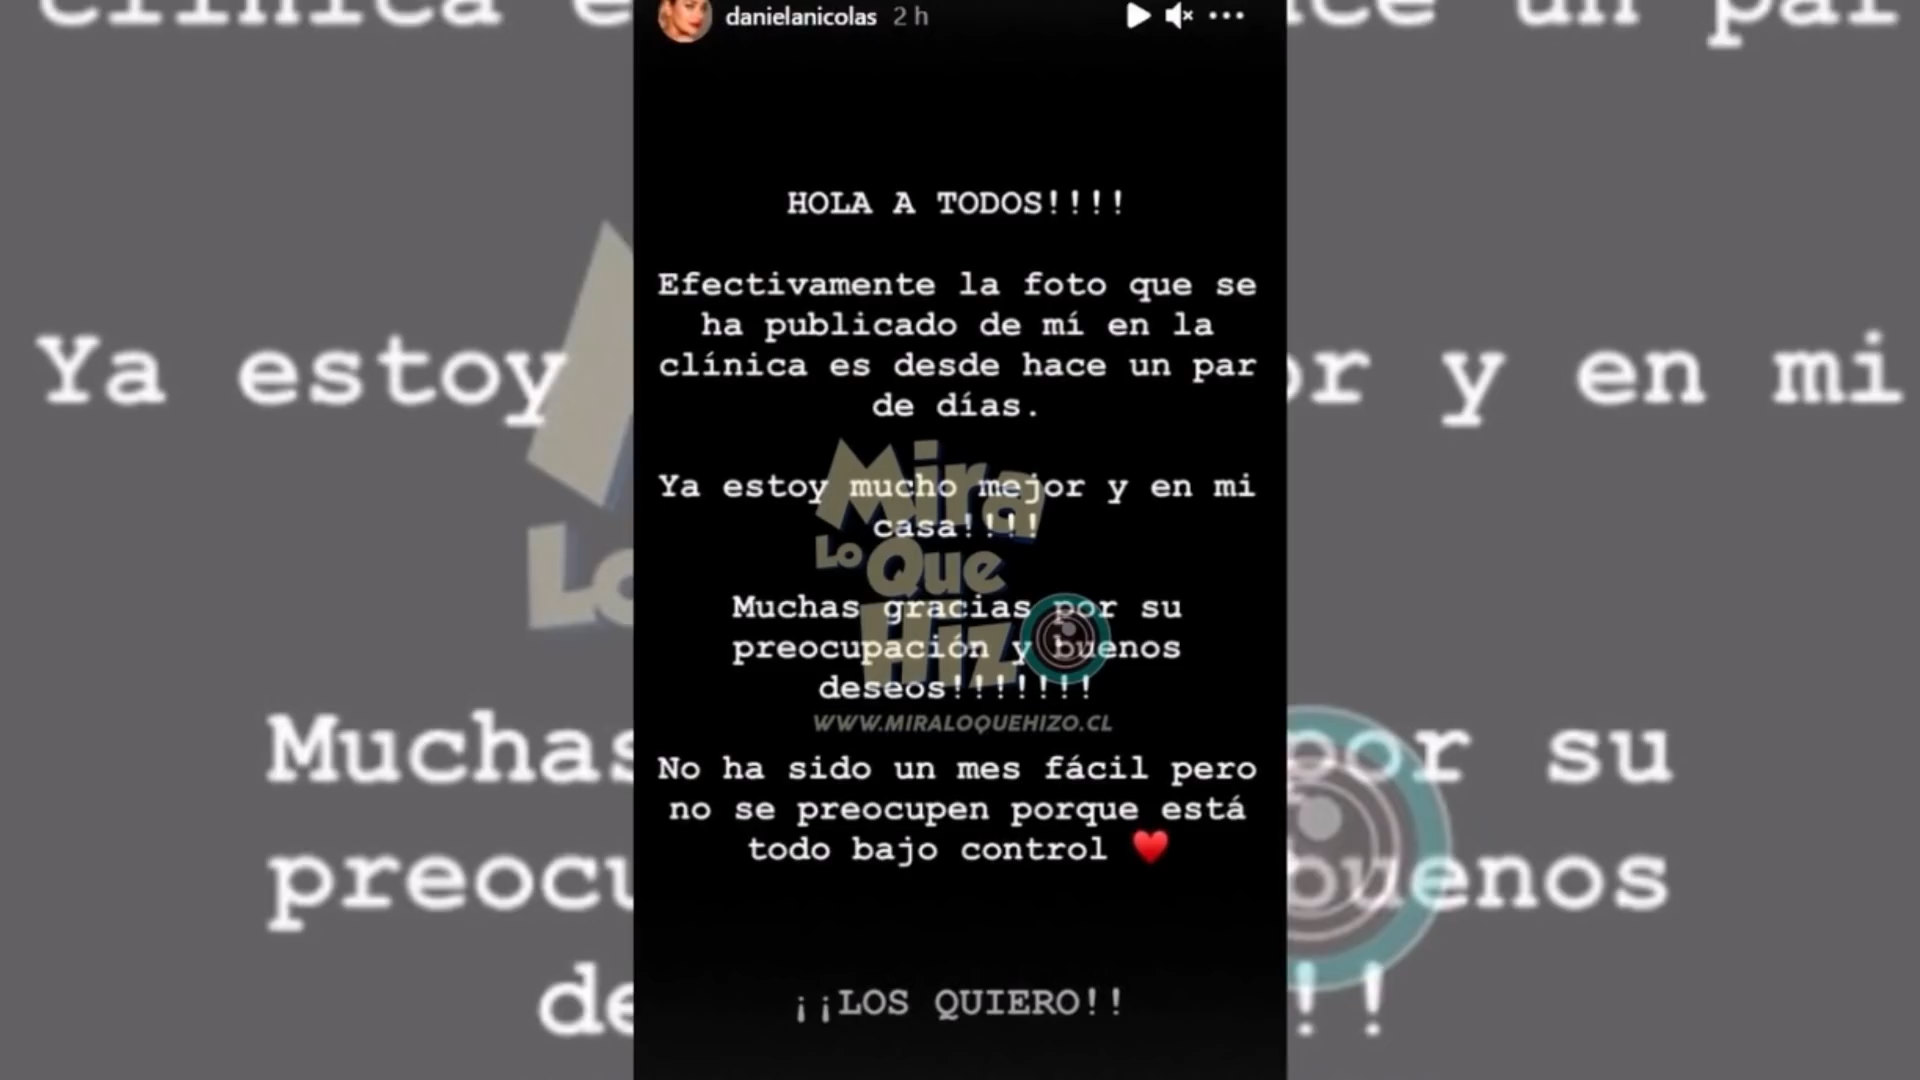 danielanicolas 2 h
HOLA A TODOS!!!!
Efectivamente la foto que se
ha publicado de mí en la
clínica es desde hace un par
de días.
Ya estoy mucho mejor y en mi
casa!!!!
Muchas gracias por su
preocupación y buenos
deseos!!!!!!!
No ha sido un mes fácil pero
no se preocupen porque está
todo bajo control ❤️
¡¡LOS QUIERO!!
Mira
Lo Que
Hizo
WWW.MIRALOQUEHIZO.CL